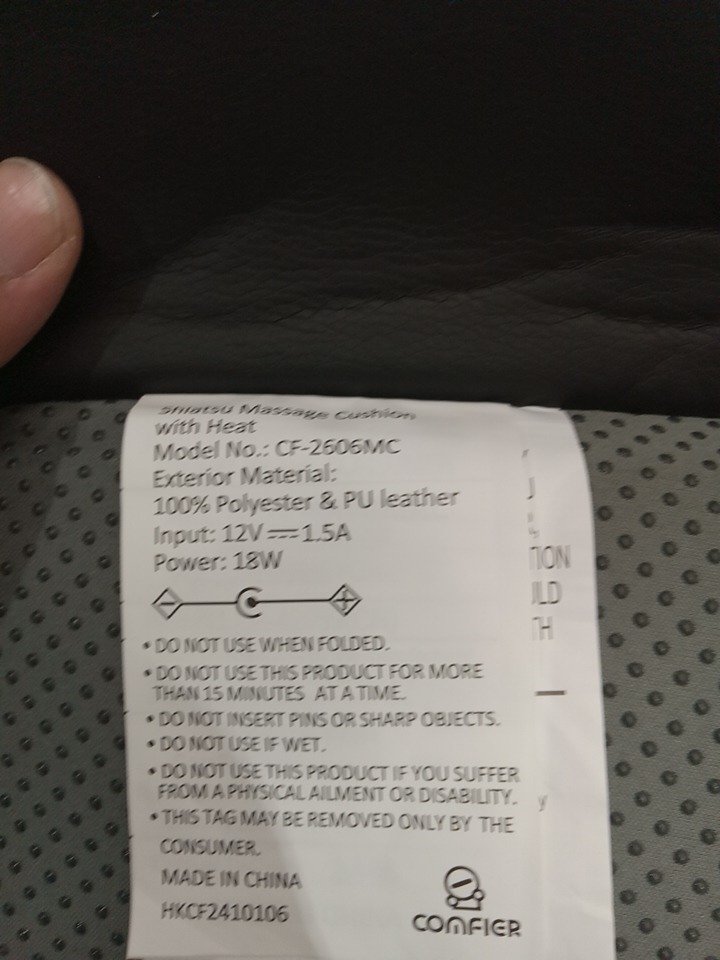 Shiatsu Massage Cushion
with Heat
Model No.: CF-2606MC
Exterior Material:
100% Polyester & PU leather
Input: 12V⎓1.5A
Power: 18W
• DO NOT USE WHEN FOLDED.
• DO NOT USE THIS PRODUCT FOR MORE
THAN 15 MINUTES AT A TIME.
• DO NOT INSERT PINS OR SHARP OBJECTS.
• DO NOT USE IF WET.
• DO NOT USE THIS PRODUCT IF YOU SUFFER
FROM A PHYSICAL AILMENT OR DISABILITY.
• THIS TAG MAY BE REMOVED ONLY BY THE
CONSUMER.
MADE IN CHINA
HKCF2410106
COMFIER